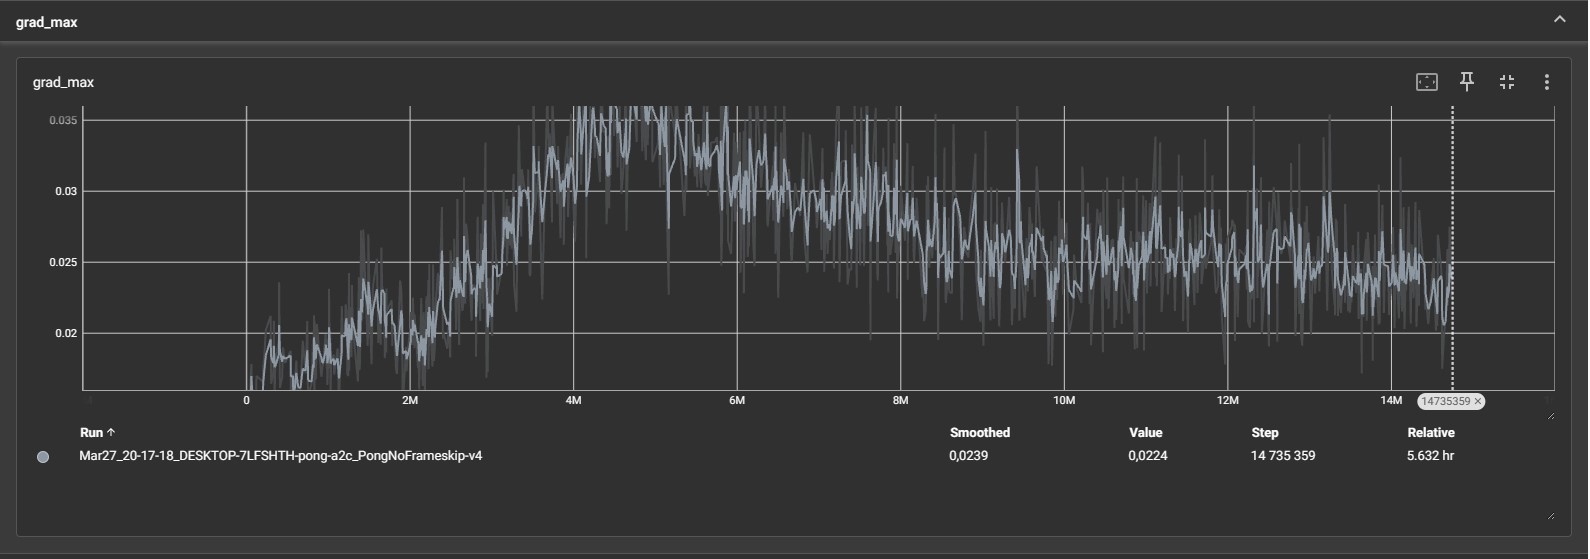 grad_max
grad_max
0.035
0.03
0.025
0.02
0 2M 4M 6M 8M 10M 12M 14M 14735359 ×
Run ↑ Smoothed Value Step Relative
Mar27_20-17-18_DESKTOP-7LFSHTH-pong-a2c_PongNoFrameskip-v4 0,0239 0,0224 14 735 359 5.632 hr